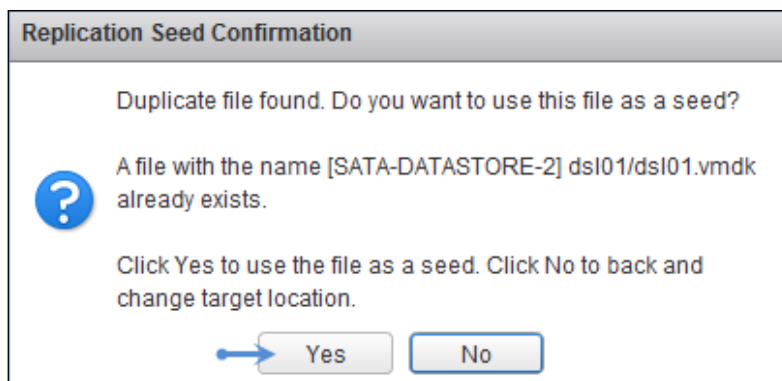 Replication Seed Confirmation
Duplicate file found. Do you want to use this file as a seed?
A file with the name [SATA-DATASTORE-2] dsl01/dsl01.vmdk
already exists.
Click Yes to use the file as a seed. Click No to back and
change target location.
Yes
No